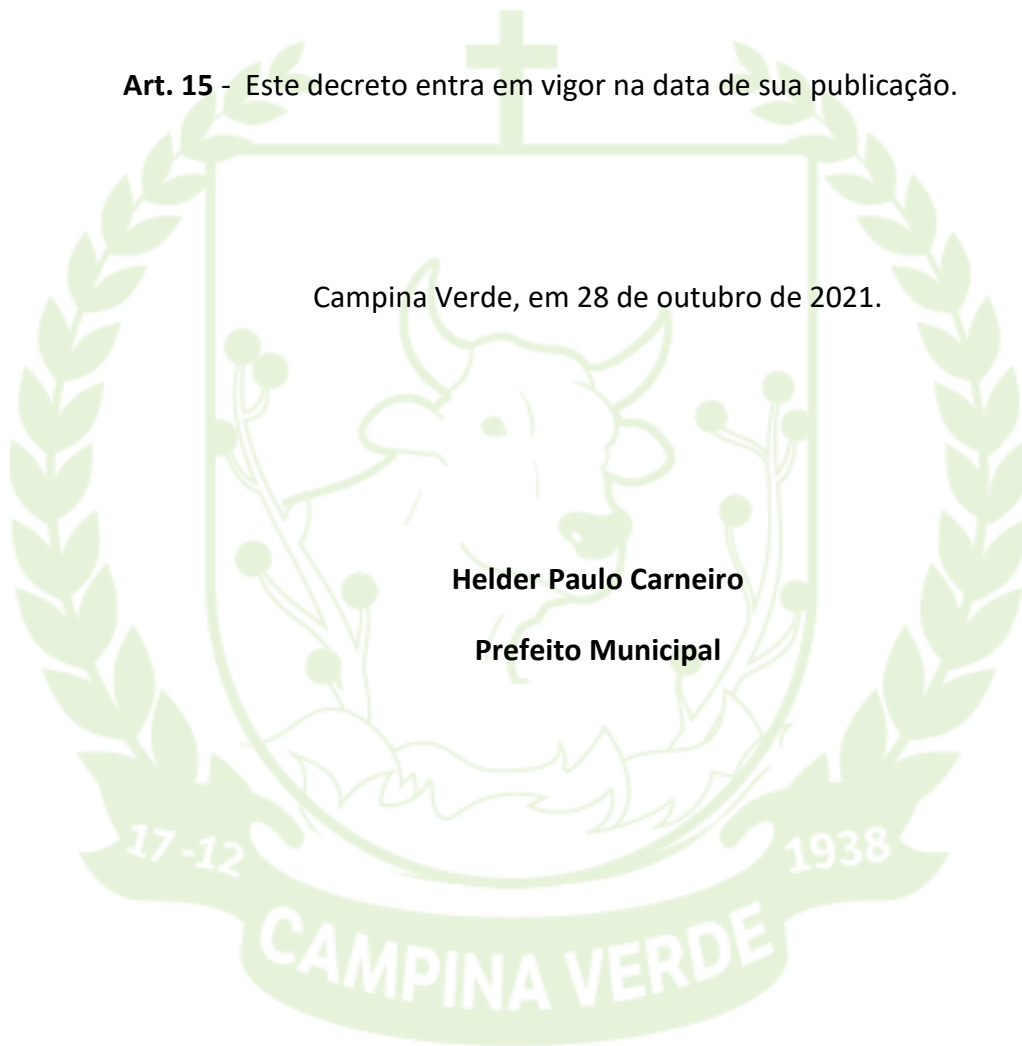 Art. 15 - Este decreto entra em vigor na data de sua publicação.
Campina Verde, em 28 de outubro de 2021.
Helder Paulo Carneiro
Prefeito Municipal
17-12
1938
CAMPINA VERDE